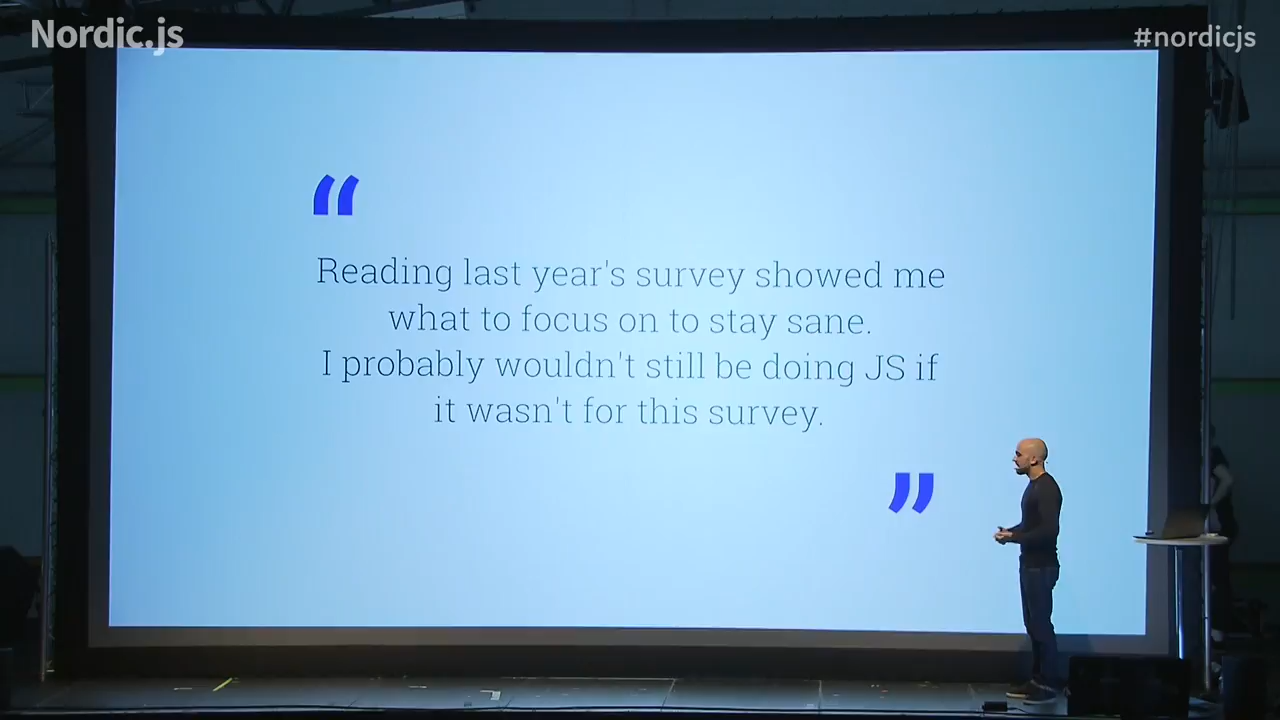 Nordic.js
#nordicjs
“
Reading last year's survey showed me
what to focus on to stay sane.
I probably wouldn't still be doing JS if
it wasn't for this survey.
”